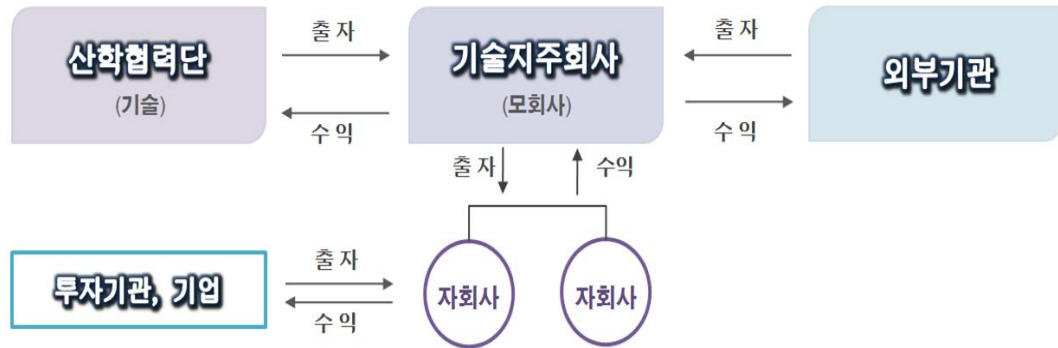 출 자
출 자
산학협력단
(기술)
기술지주회사
(모회사)
외부기관
수 익
수 익
출 자
수익
출 자
투자기관, 기업
수 익
자회사
자회사